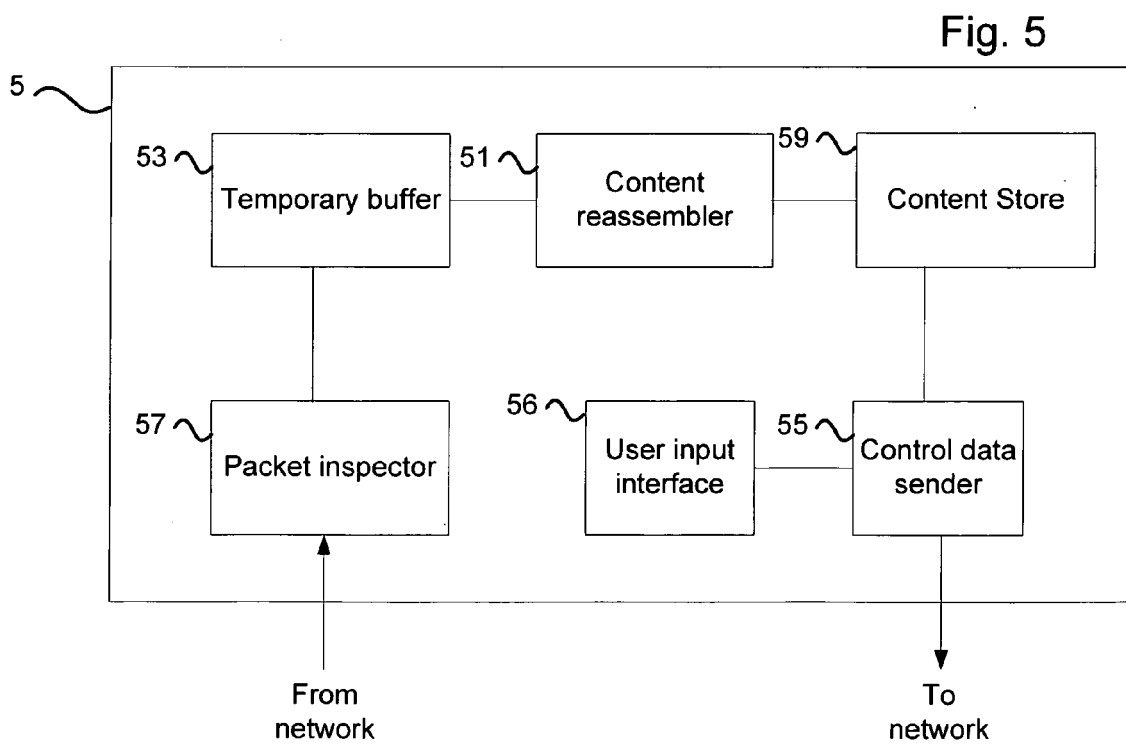 Fig. 5
5
53
Temporary buffer
51
Content
reassembler
59
Content Store
57
Packet inspector
56
User input
interface
55
Control data
sender
From
network
To
network